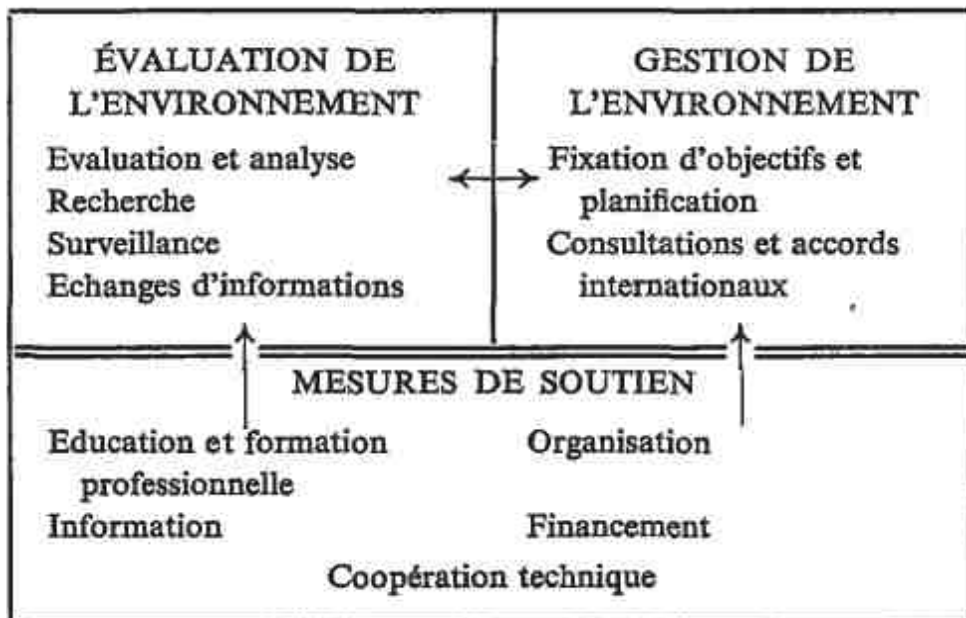 ÉVALUATION DE
L'ENVIRONNEMENT
Evaluation et analyse
Recherche
Surveillance
Echanges d'informations
GESTION DE
L'ENVIRONNEMENT
Fixation d'objectifs et
planification
Consultations et accords
internationaux
MESURES DE SOUTIEN
Education et formation
professionnelle
Information
Organisation
Financement
Coopération technique